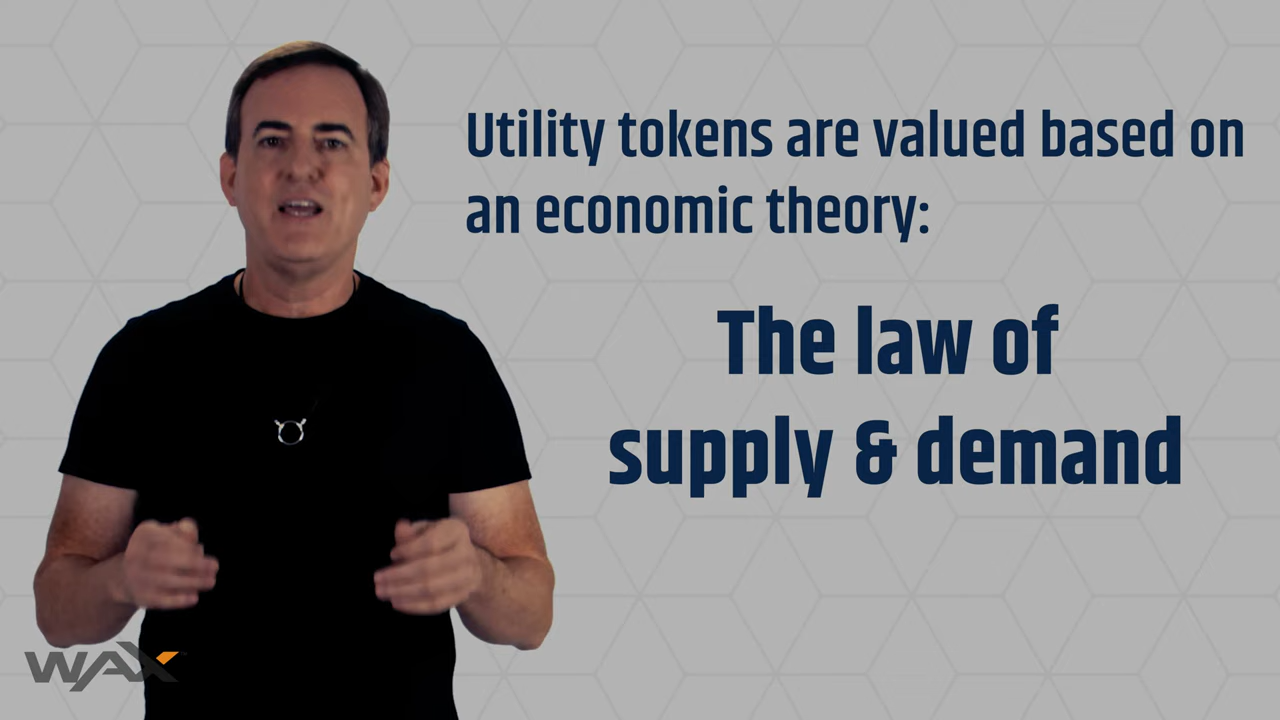 Utility tokens are valued based on
an economic theory:
The law of
supply & demand
WAX